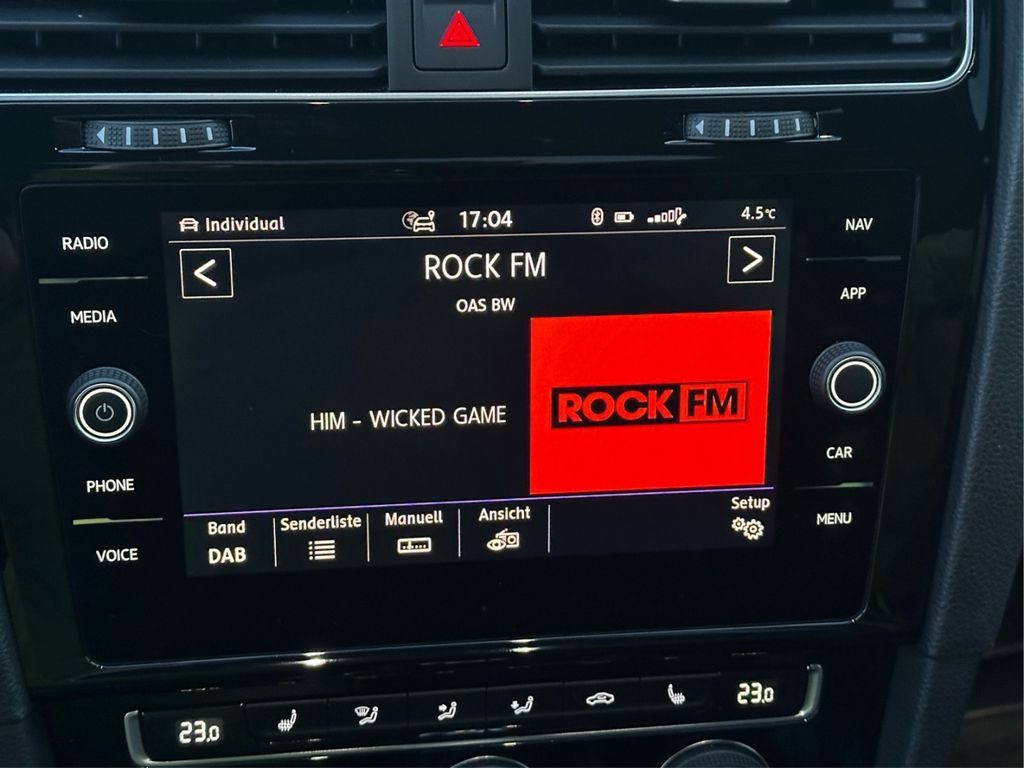 Individual 17:04 4.5°C
RADIO
NAV
< ROCK FM >
OAS BW
MEDIA
APP
ROCK FM
HIM - WICKED GAME
CAR
PHONE
Band Senderliste Manuell Ansicht Setup
DAB
MENU
VOICE
23.0 23.0